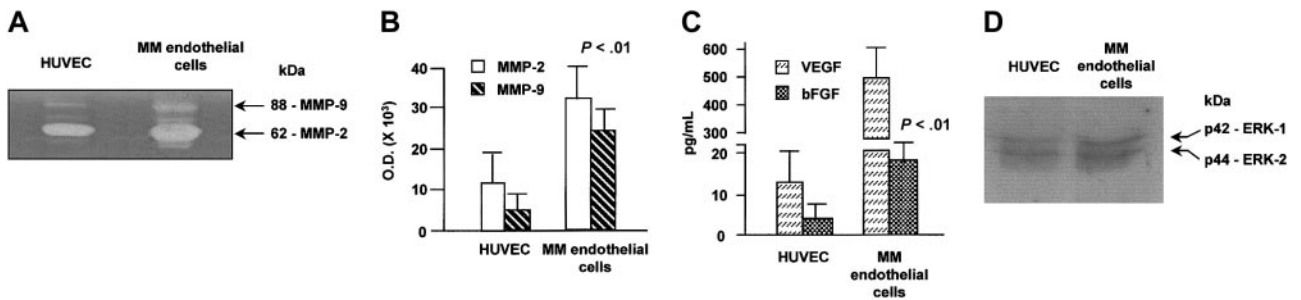 A
HUVEC
MM endothelial
cells
kDa
88 - MMP-9
62 - MMP-2
B
P < .01
MMP-2
MMP-9
O.D. (X 10³)
40
30
20
10
0
HUVEC
MM endothelial
cells
C
600
500
400
300
200
100
20
10
0
pg/mL
VEGF
bFGF
P < .01
HUVEC
MM
endothelial
cells
D
HUVEC
MM
endothelial
cells
kDa
p42 - ERK-1
p44 - ERK-2